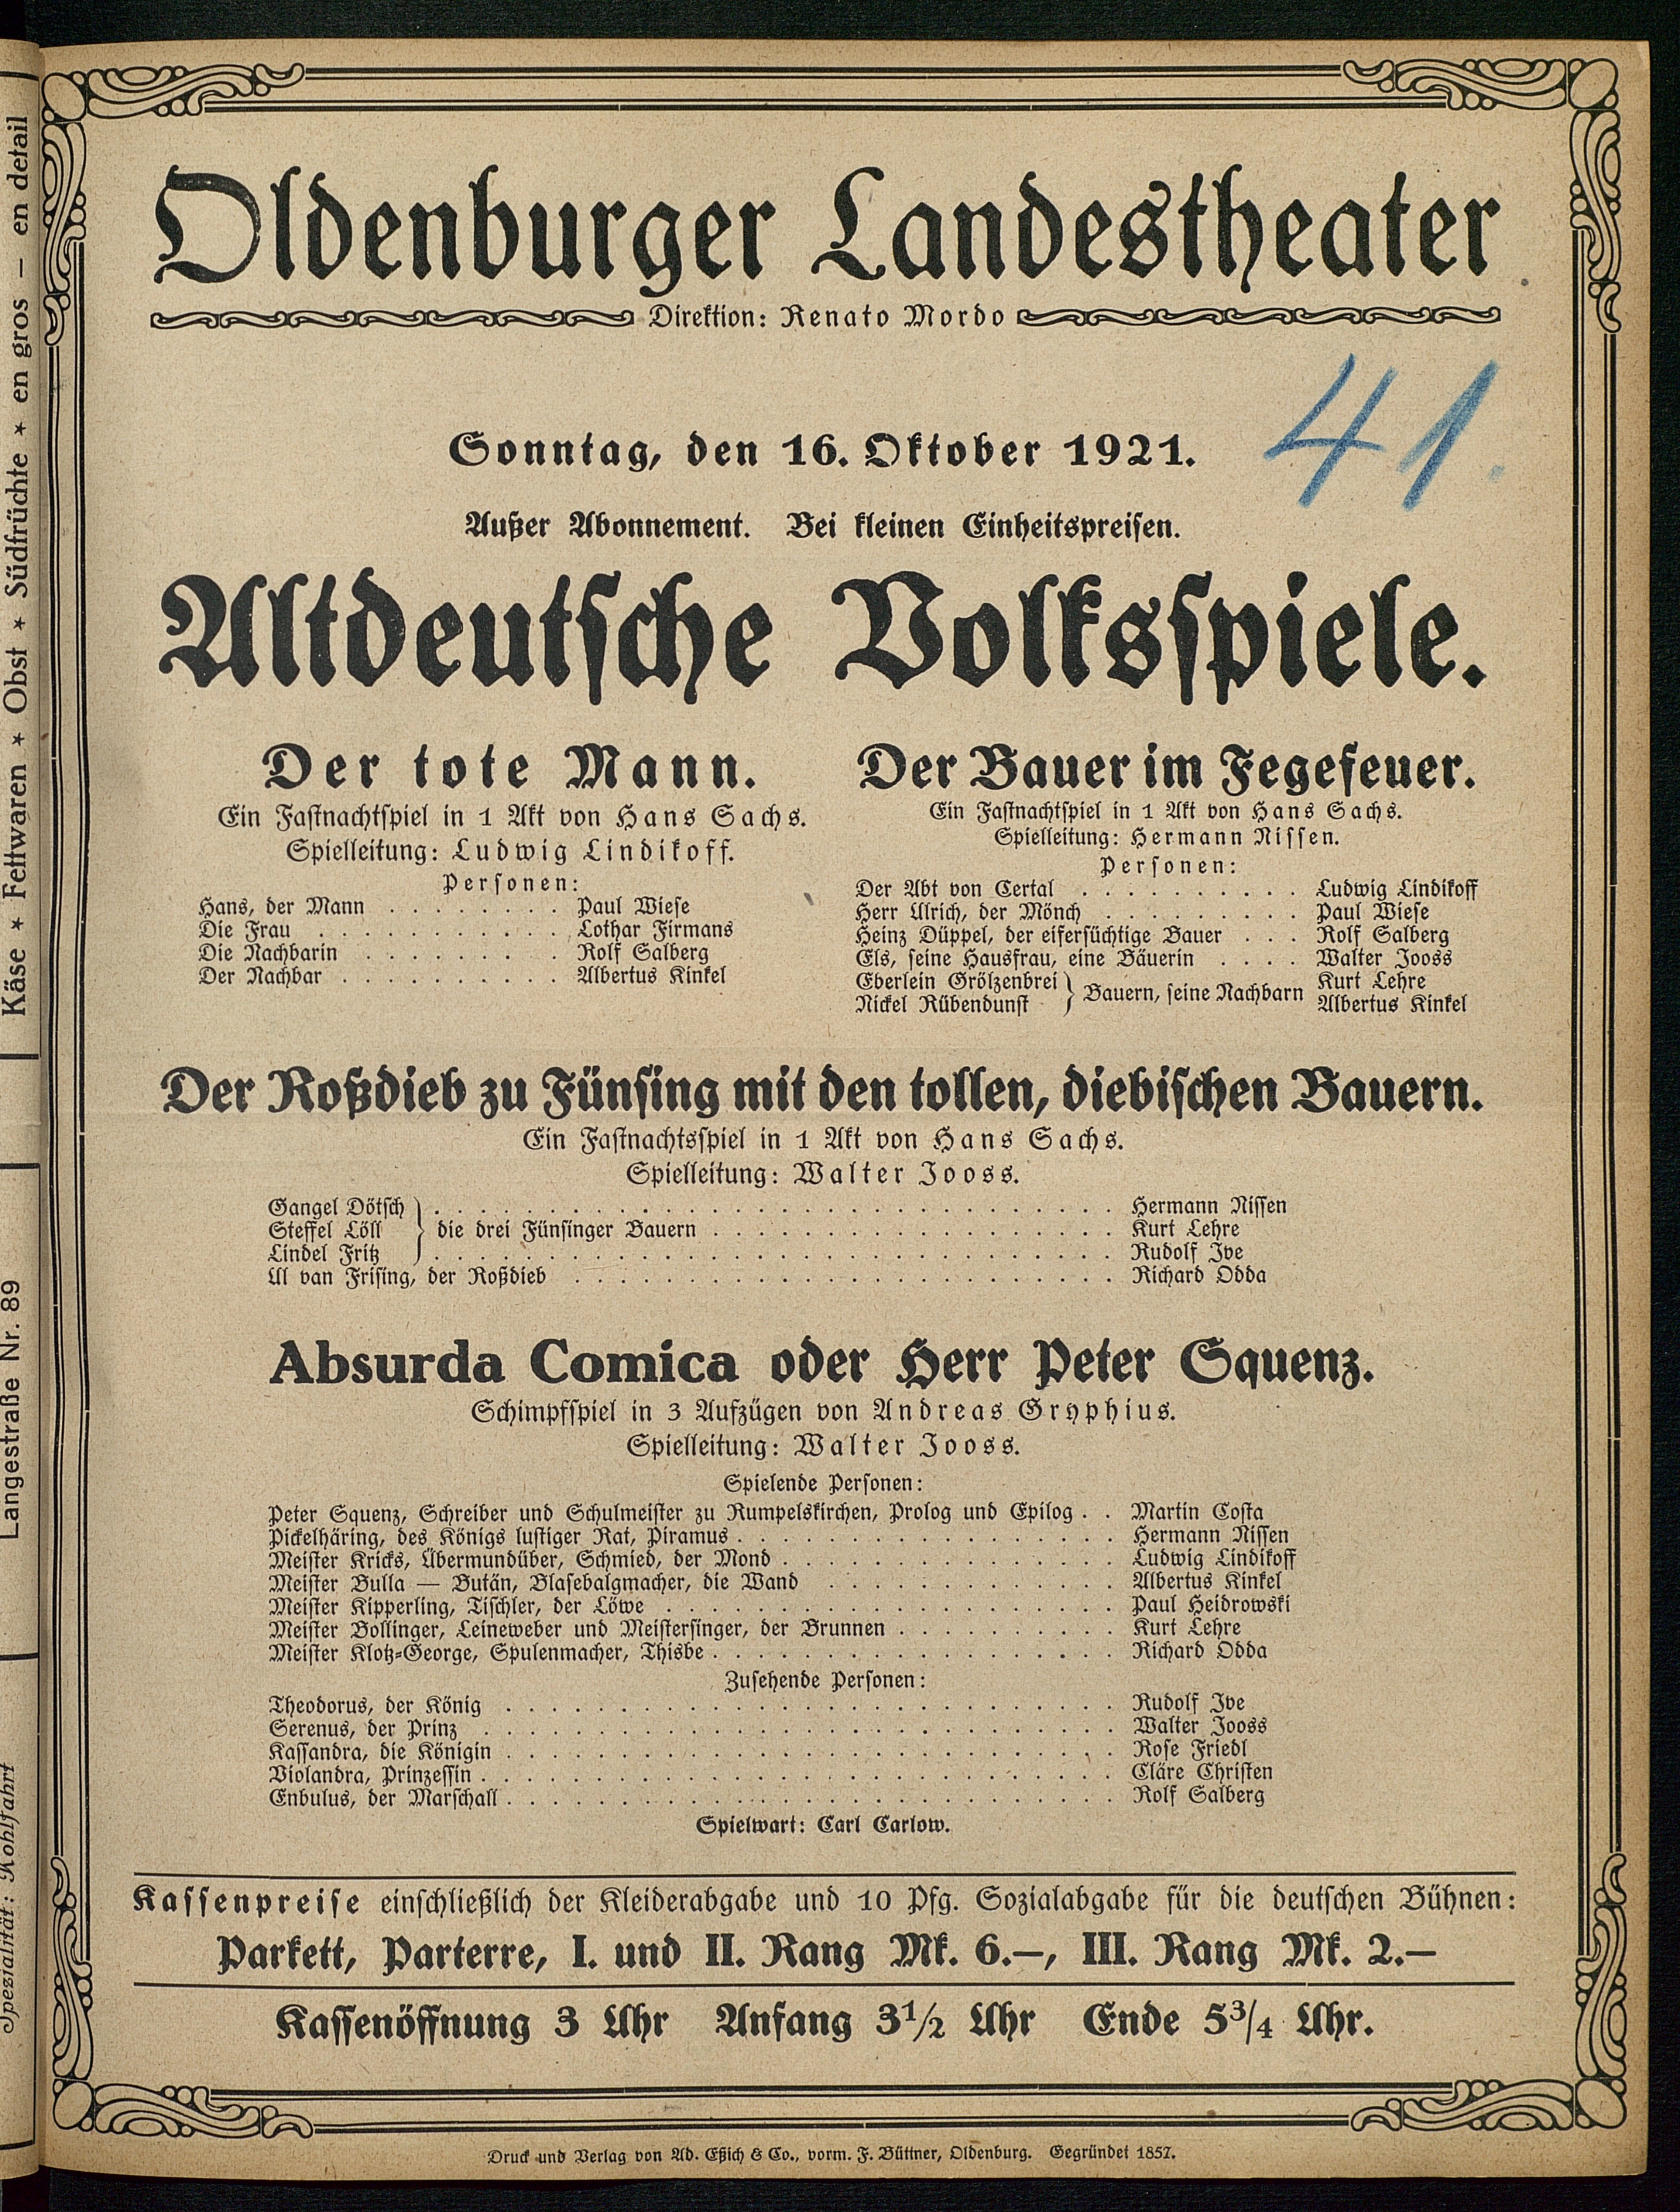 Oldenburger Landestheater
Direktion: Renato Mordo
41.
Sonntag, den 16. Oktober 1921.
Außer Abonnement. Bei kleinen Einheitspreisen.
Altdeutsche Volksspiele.
Der tote Mann.
Ein Fastnachtspiel in 1 Akt von Hans Sachs.
Spielleitung: Ludwig Lindikoff.
Personen:
Hans, der Mann . . . . . . . . Paul Wiese
Die Frau . . . . . . . . . . . Lothar Firmans
Die Nachbarin . . . . . . . . Rolf Salberg
Der Nachbar . . . . . . . . . . Albertus Kinkel
Der Bauer im Fegefeuer.
Ein Fastnachtspiel in 1 Akt von Hans Sachs.
Spielleitung: Hermann Nissen.
Personen:
Der Abt von Certal . . . . . . . . . . Ludwig Lindikoff
Herr Ulrich, der Mönch . . . . . . . . . Paul Wiese
Heinz Düppel, der eifersüchtige Bauer . . . Rolf Salberg
Els, seine Hausfrau, eine Bäuerin . . . . Walter Jooss
Eberlein Grölzenbrei } Bauern, seine Nachbarn Kurt Lehre
Nickel Rübendunst } Albertus Kinkel
Der Roßdieb zu Fünsing mit den tollen, diebischen Bauern.
Ein Fastnachtsspiel in 1 Akt von Hans Sachs.
Spielleitung: Walter Jooss.
Gangel Dötsch } . . . . . . . . . . Hermann Nissen
Steffel Löll } die drei Fünsinger Bauern . . . . . . . . . . Kurt Lehre
Lindel Fritz } . . . . . . . . . . Rudolf Ive
Ul van Frising, der Roßdieb . . . . . . . . . . Richard Odda
Absurda Comica oder Herr Peter Squenz.
Schimpfspiel in 3 Aufzügen von Andreas Gryphius.
Spielleitung: Walter Jooss.
Spielende Personen:
Peter Squenz, Schreiber und Schulmeister zu Rumpelskirchen, Prolog und Epilog . . Martin Costa
Pickelhäring, des Königs lustiger Rat, Piramus . . . . . . . . . . Hermann Nissen
Meister Kricks, Übermundüber, Schmied, der Mond . . . . . . . . . . Ludwig Lindikoff
Meister Bulla — Bután, Blasebalgmacher, die Wand . . . . . . . . . . Albertus Kinkel
Meister Kipperling, Tischler, der Löwe . . . . . . . . . . Paul Heidrowski
Meister Bollinger, Leineweber und Meistersinger, der Brunnen . . . . . . . . . . Kurt Lehre
Meister Klotz-George, Spulenmacher, Thisbe . . . . . . . . . . Richard Odda
Zusehende Personen:
Theodorus, der König . . . . . . . . . . Rudolf Ive
Serenus, der Prinz . . . . . . . . . . Walter Jooss
Kassandra, die Königin . . . . . . . . . . Rose Friedl
Violandra, Prinzessin . . . . . . . . . . Cläre Christen
Enbulus, der Marschall . . . . . . . . . . Rolf Salberg
Spielwart: Carl Carlow.
Kassenpreise einschließlich der Kleiderabgabe und 10 Pfg. Sozialabgabe für die deutschen Bühnen:
Parkett, Parterre, I. und II. Rang Mk. 6.—, III. Rang Mk. 2.—
Kassenöffnung 3 Uhr Anfang 3½ Uhr Ende 5¾ Uhr.
Druck und Verlag von Ad. Eßich & Co., vorm. F. Büttner, Oldenburg. Gegründet 1857.
Käse * Fettwaren * Obst * Südfrüchte * en gros — en detail
Langestraße Nr. 89
Spezialität: Kohlfahrt